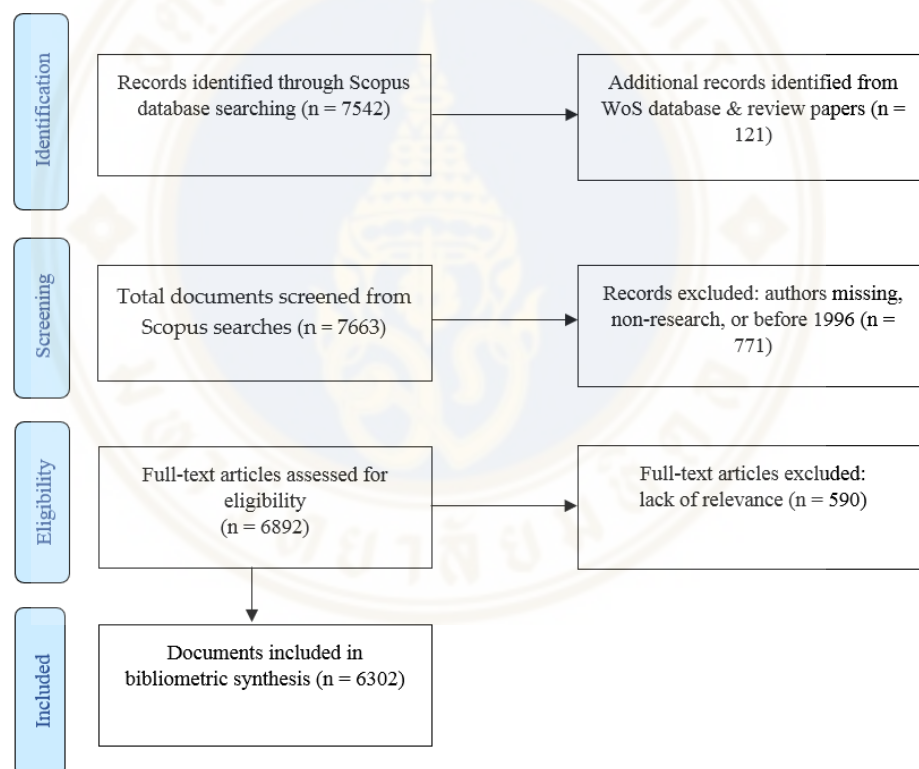 Identification
Records identified through Scopus
database searching (n = 7542)
Additional records identified from
WoS database & review papers (n =
121)
Screening
Total documents screened from
Scopus searches (n = 7663)
Records excluded: authors missing,
non-research, or before 1996 (n =
771)
Eligibility
Full-text articles assessed for
eligibility
(n = 6892)
Full-text articles excluded:
lack of relevance (n = 590)
Included
Documents included in
bibliometric synthesis (n = 6302)